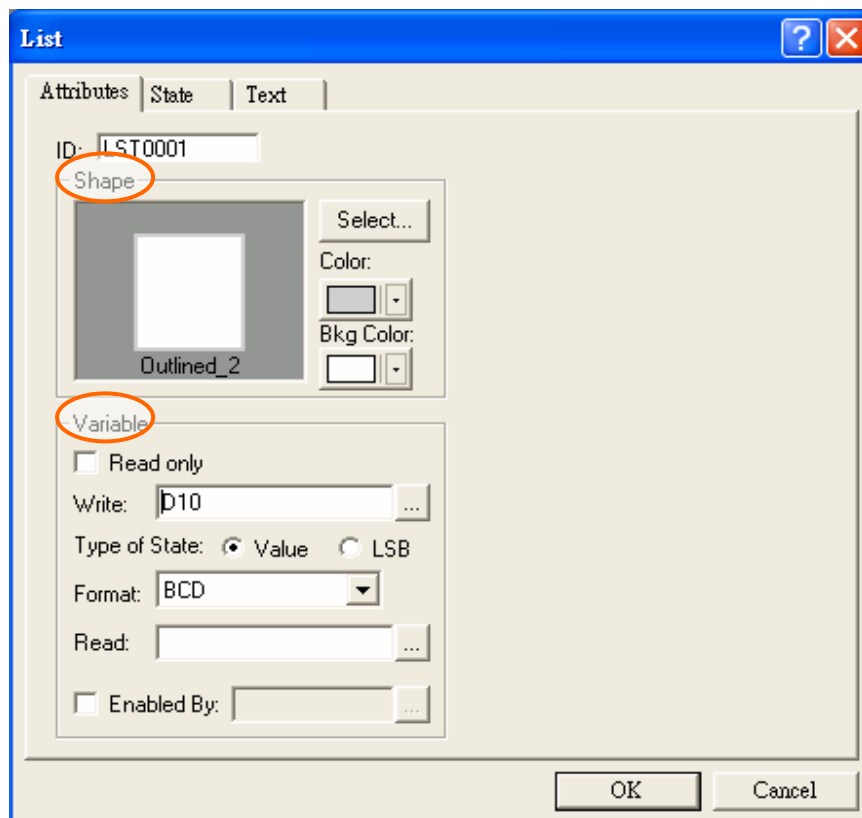 List
Attributes State Text
ID: LST0001
Shape
Select...
Color:
Bkg Color:
Outlined_2
Variable
Read only
Write: D10 ...
Type of State: Value LSB
Format: BCD
Read: ...
Enabled By: ...
OK Cancel